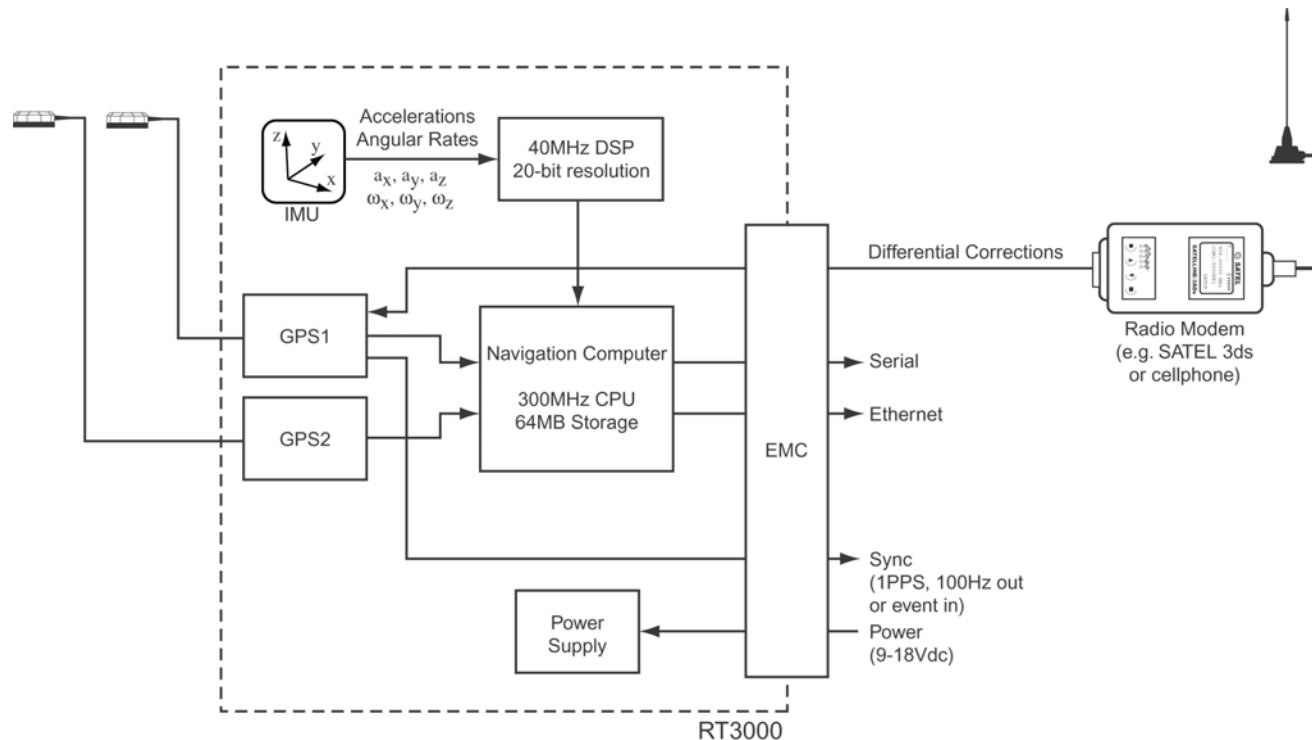 Accelerations
Angular Rates
z
y
x
IMU
ax, ay, az
ωx, ωy, ωz
40MHz DSP
20-bit resolution
Differential Corrections
SATEL
Radio Modem
(e.g. SATEL 3ds
or cellphone)
GPS1
GPS2
Navigation Computer
300MHz CPU
64MB Storage
EMC
Serial
Ethernet
Sync
(1PPS, 100Hz out
or event in)
Power
Supply
Power
(9-18Vdc)
RT3000